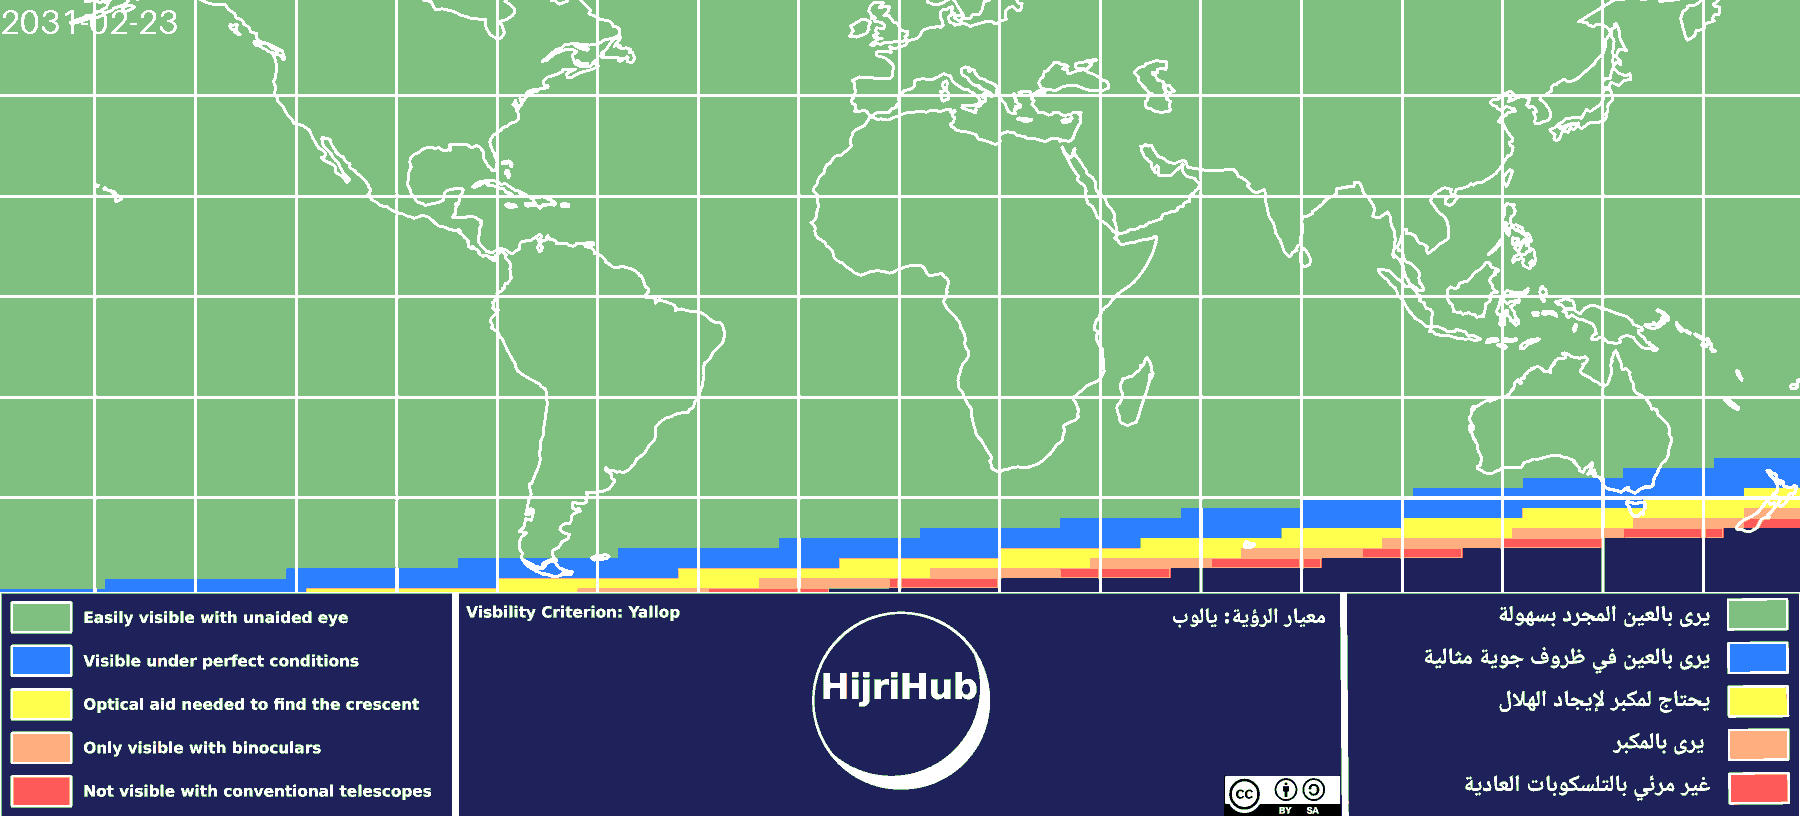 2031-02-23
Easily visible with unaided eye
Visible under perfect conditions
Optical aid needed to find the crescent
Only visible with binoculars
Not visible with conventional telescopes
Visbility Criterion: Yallop
معيار الرؤية: يالوب
HijriHub
cc
BY SA
يرى بالعين المجرد بسهولة
يرى بالعين في ظروف جوية مثالية
يحتاج لمكبر لإيجاد الهلال
يرى بالمكبر
غير مرئي بالتلسكوبات العادية